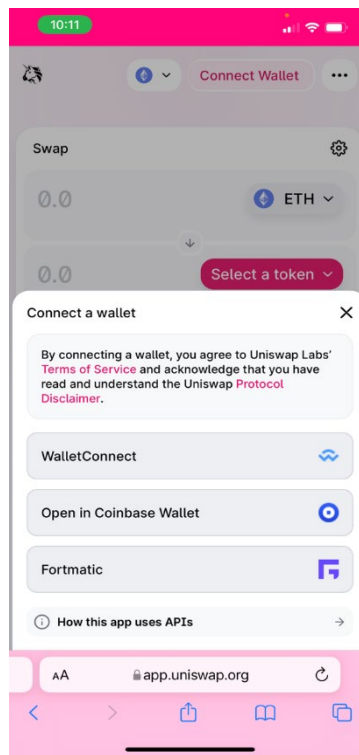 10:11
Connect Wallet
Swap
0.0 ETH
0.0 Select a token
Connect a wallet
By connecting a wallet, you agree to Uniswap Labs’
Terms of Service and acknowledge that you have
read and understand the Uniswap Protocol
Disclaimer.
WalletConnect
Open in Coinbase Wallet
Fortmatic
How this app uses APIs
AA app.uniswap.org